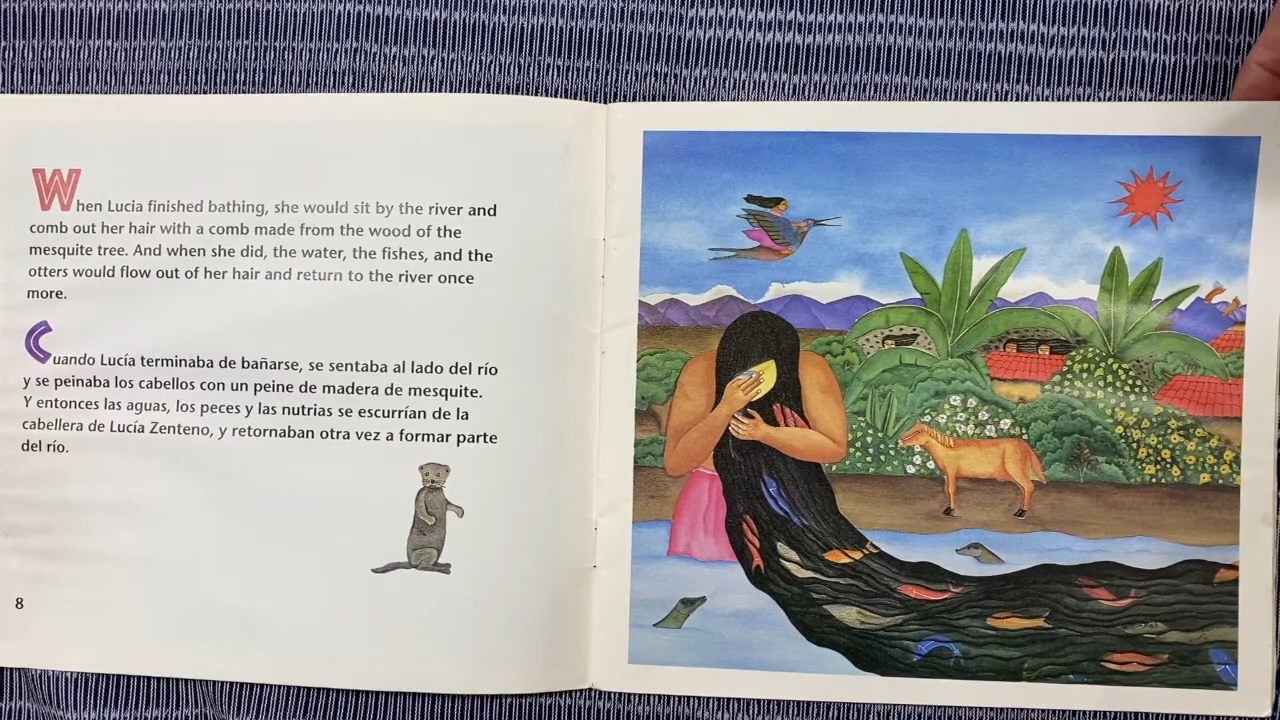 When Lucia finished bathing, she would sit by the river and
comb out her hair with a comb made from the wood of the
mesquite tree. And when she did, the water, the fishes, and the
otters would flow out of her hair and return to the river once
more.
Cuando Lucía terminaba de bañarse, se sentaba al lado del río
y se peinaba los cabellos con un peine de madera de mesquite.
Y entonces las aguas, los peces y las nutrias se escurrían de la
cabellera de Lucía Zenteno, y retornaban otra vez a formar parte
del río.
8